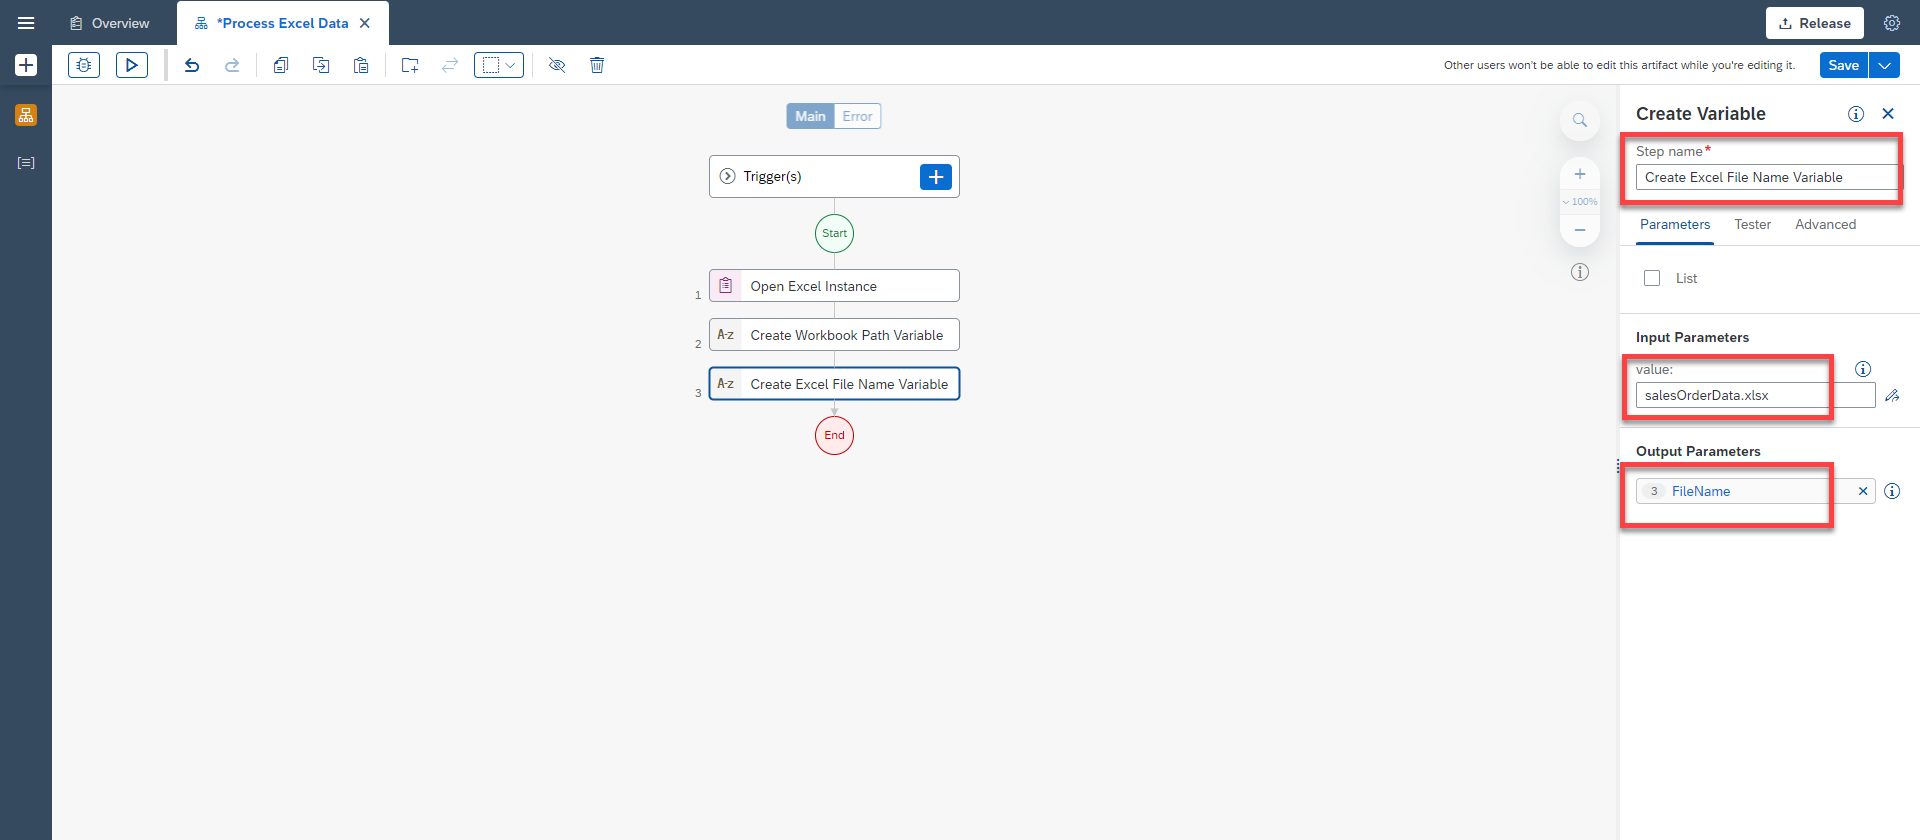 Overview
*Process Excel Data
Release
Other users won't be able to edit this artifact while you're editing it.
Save
Main
Error
Trigger(s)
Start
1
Open Excel Instance
2
A-z
Create Workbook Path Variable
3
A-z
Create Excel File Name Variable
End
100%
Create Variable
Step name*
Create Excel File Name Variable
Parameters
Tester
Advanced
List
Input Parameters
value:
salesOrderData.xlsx
Output Parameters
3 FileName